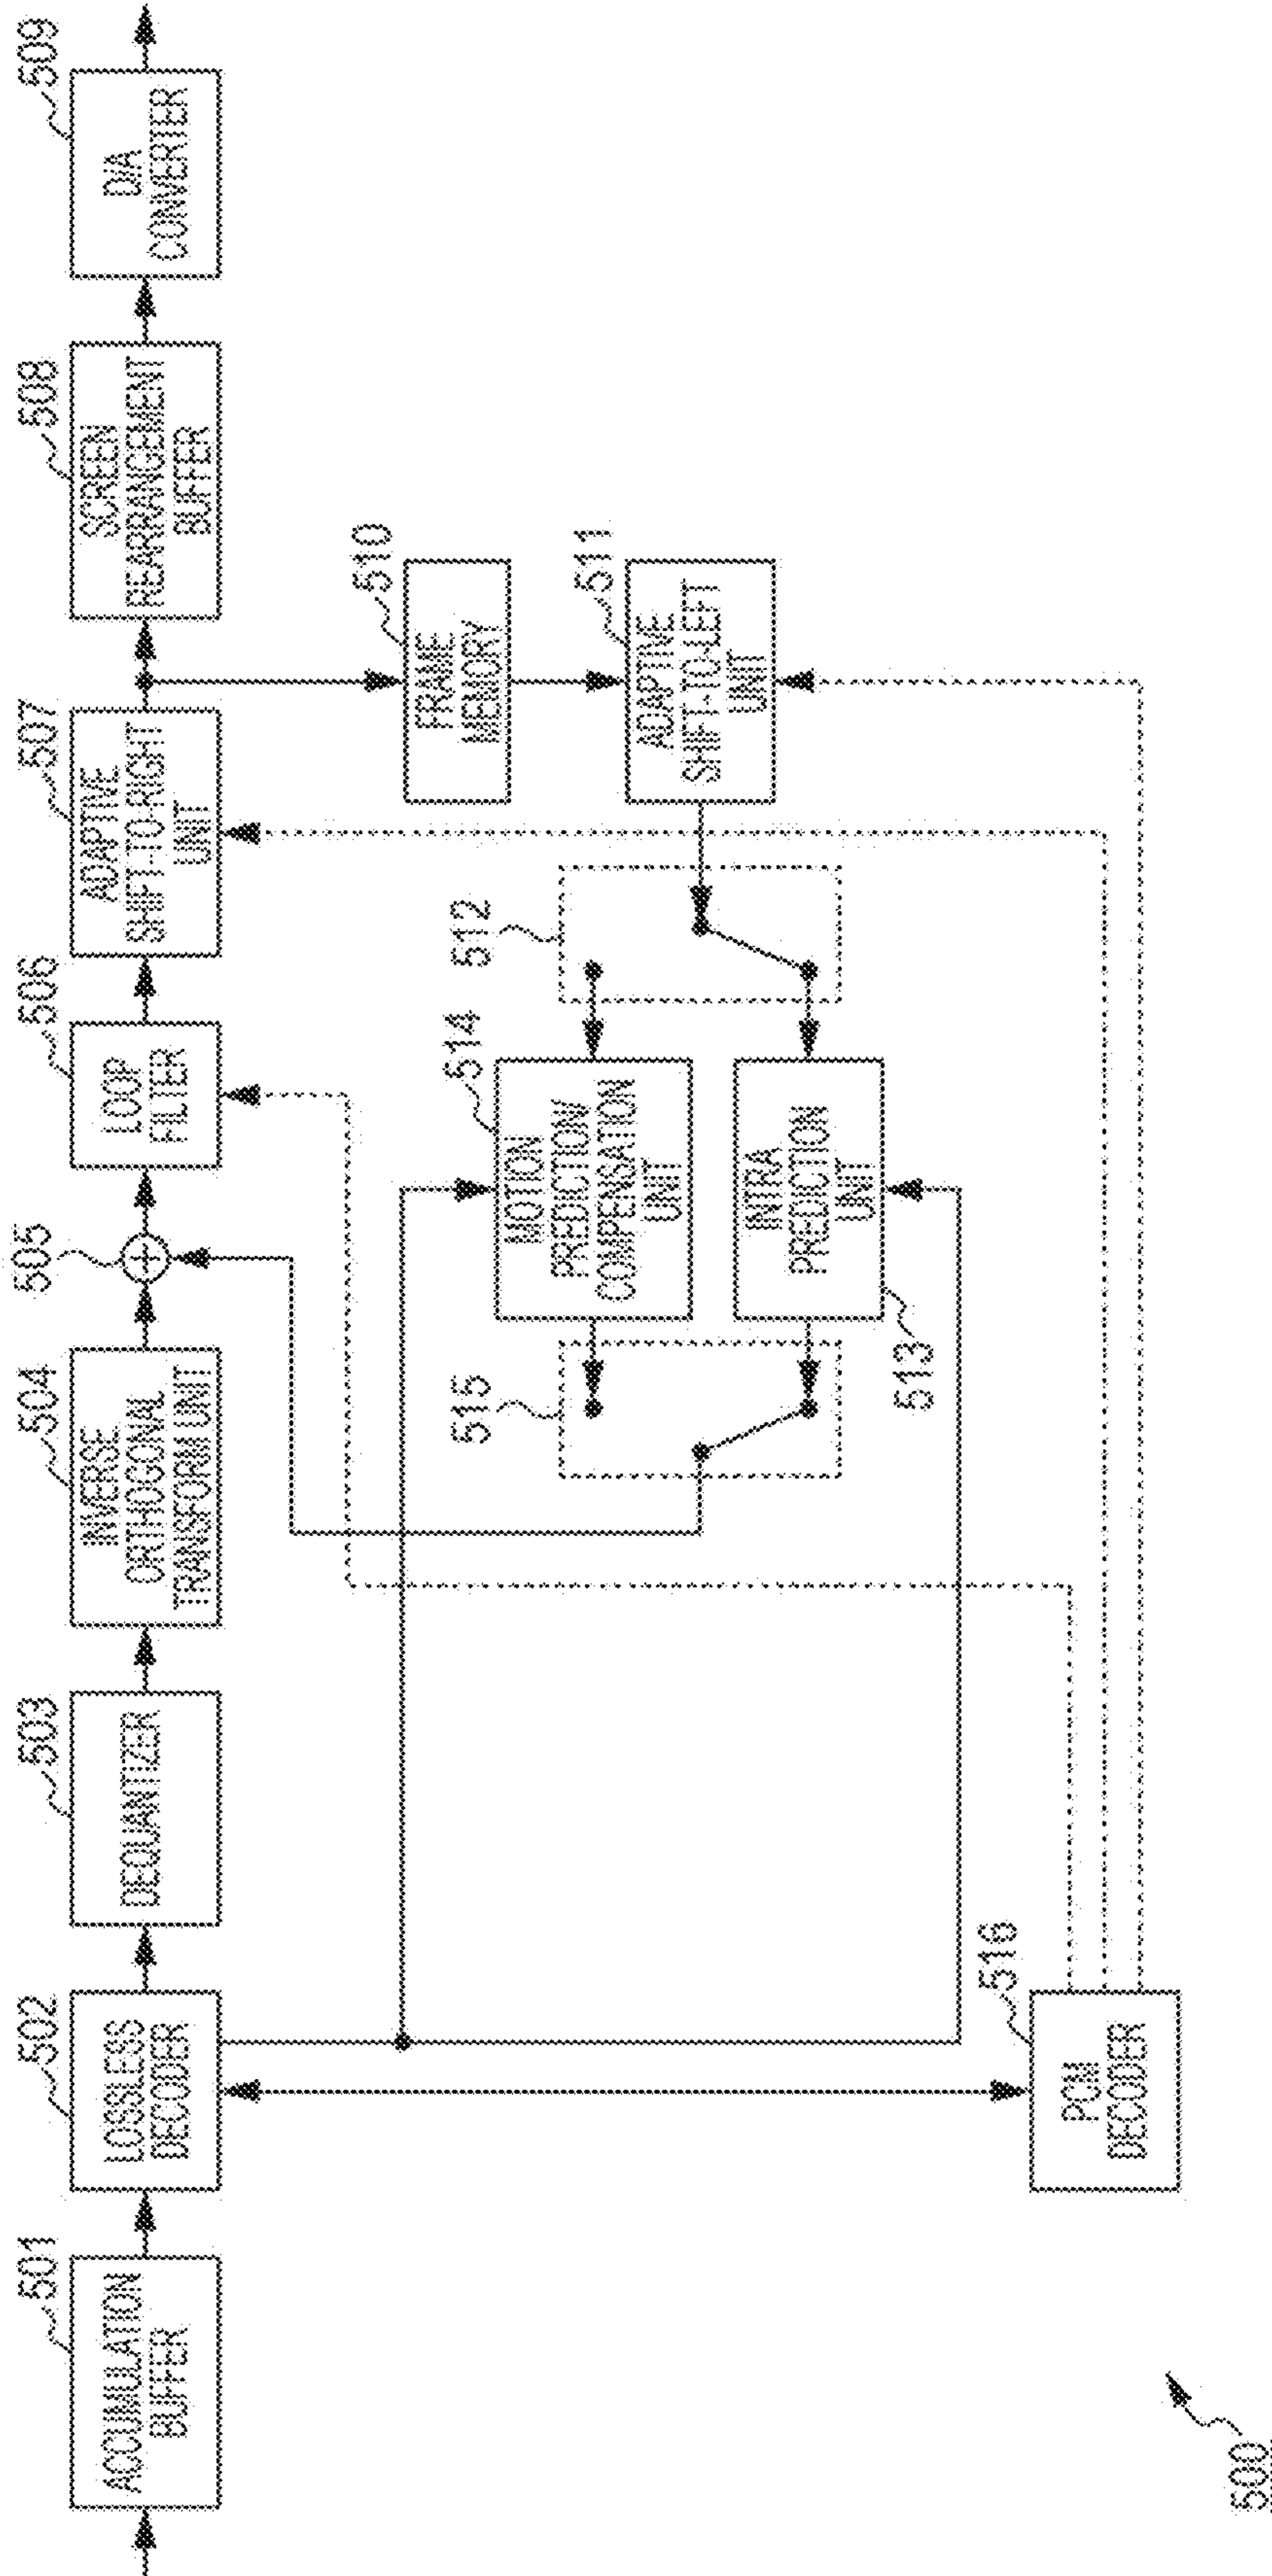 501
ACCUMULATION
BUFFER
502
LOSSLESS
DECODER
503
DEQUANTIZER
504
INVERSE
ORTHOGONAL
TRANSFORM UNIT
505
506
LOOP
FILTER
507
ADAPTIVE
SHIFT-TO-RIGHT
UNIT
508
SCREEN
REARRANGEMENT
BUFFER
509
D/A
CONVERTER
510
FRAME
MEMORY
511
ADAPTIVE
SHIFT-TO-LEFT
UNIT
512
514
MOTION
PREDICTION/
COMPENSATION
UNIT
515
INTRA
PREDICTION
UNIT
513
516
PCM
DECODER
500